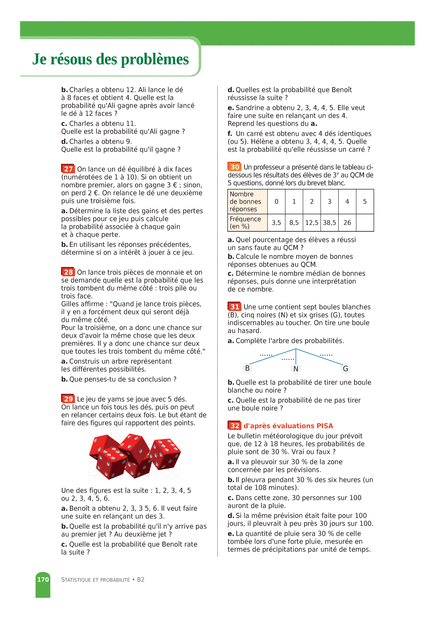 Je résous des problèmes
b. Charles a obtenu 12. Ali lance le dé
à 8 faces et obtient 4. Quelle est la
probabilité qu'Ali gagne après avoir lancé
le dé à 12 faces ?
c. Charles a obtenu 11.
Quelle est la probabilité qu'Ali gagne ?
d. Charles a obtenu 9.
Quelle est la probabilité qu'il gagne ?
27 On lance un dé équilibré à dix faces
(numérotées de 1 à 10). Si on obtient un
nombre premier, alors on gagne 3 € ; sinon,
on perd 2 €. On relance le dé une deuxième
puis une troisième fois.
a. Détermine la liste des gains et des pertes
possibles pour ce jeu puis calcule
la probabilité associée à chaque gain
et à chaque perte.
b. En utilisant les réponses précédentes,
détermine si on a intérêt à jouer à ce jeu.
28 On lance trois pièces de monnaie et on
se demande quelle est la probabilité que les
trois tombent du même côté : trois pile ou
trois face.
Gilles affirme : "Quand je lance trois pièces,
il y en a forcément deux qui seront déjà
du même côté.
Pour la troisième, on a donc une chance sur
deux d'avoir la même chose que les deux
premières. Il y a donc une chance sur deux
que toutes les trois tombent du même côté."
a. Construis un arbre représentant
les différentes possibilités.
b. Que penses-tu de sa conclusion ?
29 Le jeu de yams se joue avec 5 dés.
On lance une fois tous les dés, puis on peut
en relancer certains deux fois. Le but étant de
faire des figures qui rapportent des points.
Une des figures est la suite : 1, 2, 3, 4, 5
ou 2, 3, 4, 5, 6.
a. Benoît a obtenu 2, 3, 3 5, 6. Il veut faire
une suite en relançant un des 3.
b. Quelle est la probabilité qu'il n'y arrive pas
au premier jet ? Au deuxième jet ?
c. Quelle est la probabilité que Benoît rate
la suite ?
d. Quelles est la probabilité que Benoît
réussisse la suite ?
e. Sandrine a obtenu 2, 3, 4, 4, 5. Elle veut
faire une suite en relançant un des 4.
Reprend les questions du a.
f. Un carré est obtenu avec 4 dés identiques
(ou 5). Hélène a obtenu 3, 4, 4, 4, 5. Quelle
est la probabilité qu'elle réussisse un carré ?
30 Un professeur a présenté dans le tableau ci-
dessous les résultats des élèves de 3e au QCM de
5 questions, donné lors du brevet blanc.
Nombre de bonnes réponses 0 1 2 3 4 5
Fréquence (en %) 3,5 8,5 12,5 38,5 26
a. Quel pourcentage des élèves a réussi
un sans faute au QCM ?
b. Calcule le nombre moyen de bonnes
réponses obtenues au QCM.
c. Détermine le nombre médian de bonnes
réponses, puis donne une interprétation
de ce nombre.
31 Une urne contient sept boules blanches
(B), cinq noires (N) et six grises (G), toutes
indiscernables au toucher. On tire une boule
au hasard.
a. Complète l'arbre des probabilités.
...... ...... ......
B N G
b. Quelle est la probabilité de tirer une boule
blanche ou noire ?
c. Quelle est la probabilité de ne pas tirer
une boule noire ?
32 d'après évaluations PISA
Le bulletin météorologique du jour prévoit
que, de 12 à 18 heures, les probabilités de
pluie sont de 30 %. Vrai ou faux ?
a. Il va pleuvoir sur 30 % de la zone
concernée par les prévisions.
b. Il pleuvra pendant 30 % des six heures (un
total de 108 minutes).
c. Dans cette zone, 30 personnes sur 100
auront de la pluie.
d. Si la même prévision était faite pour 100
jours, il pleuvrait à peu près 30 jours sur 100.
e. La quantité de pluie sera 30 % de celle
tombée lors d'une forte pluie, mesurée en
termes de précipitations par unité de temps.
170 STATISTIQUE ET PROBABILITÉ • B2